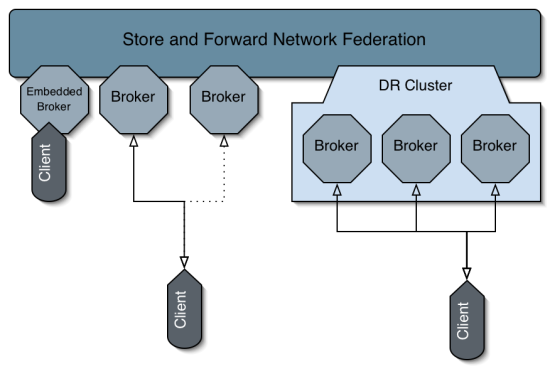 Store and Forward Network Federation
Embedded
Broker
Broker
Broker
DR Cluster
Broker
Broker
Broker
Client
Client
Client